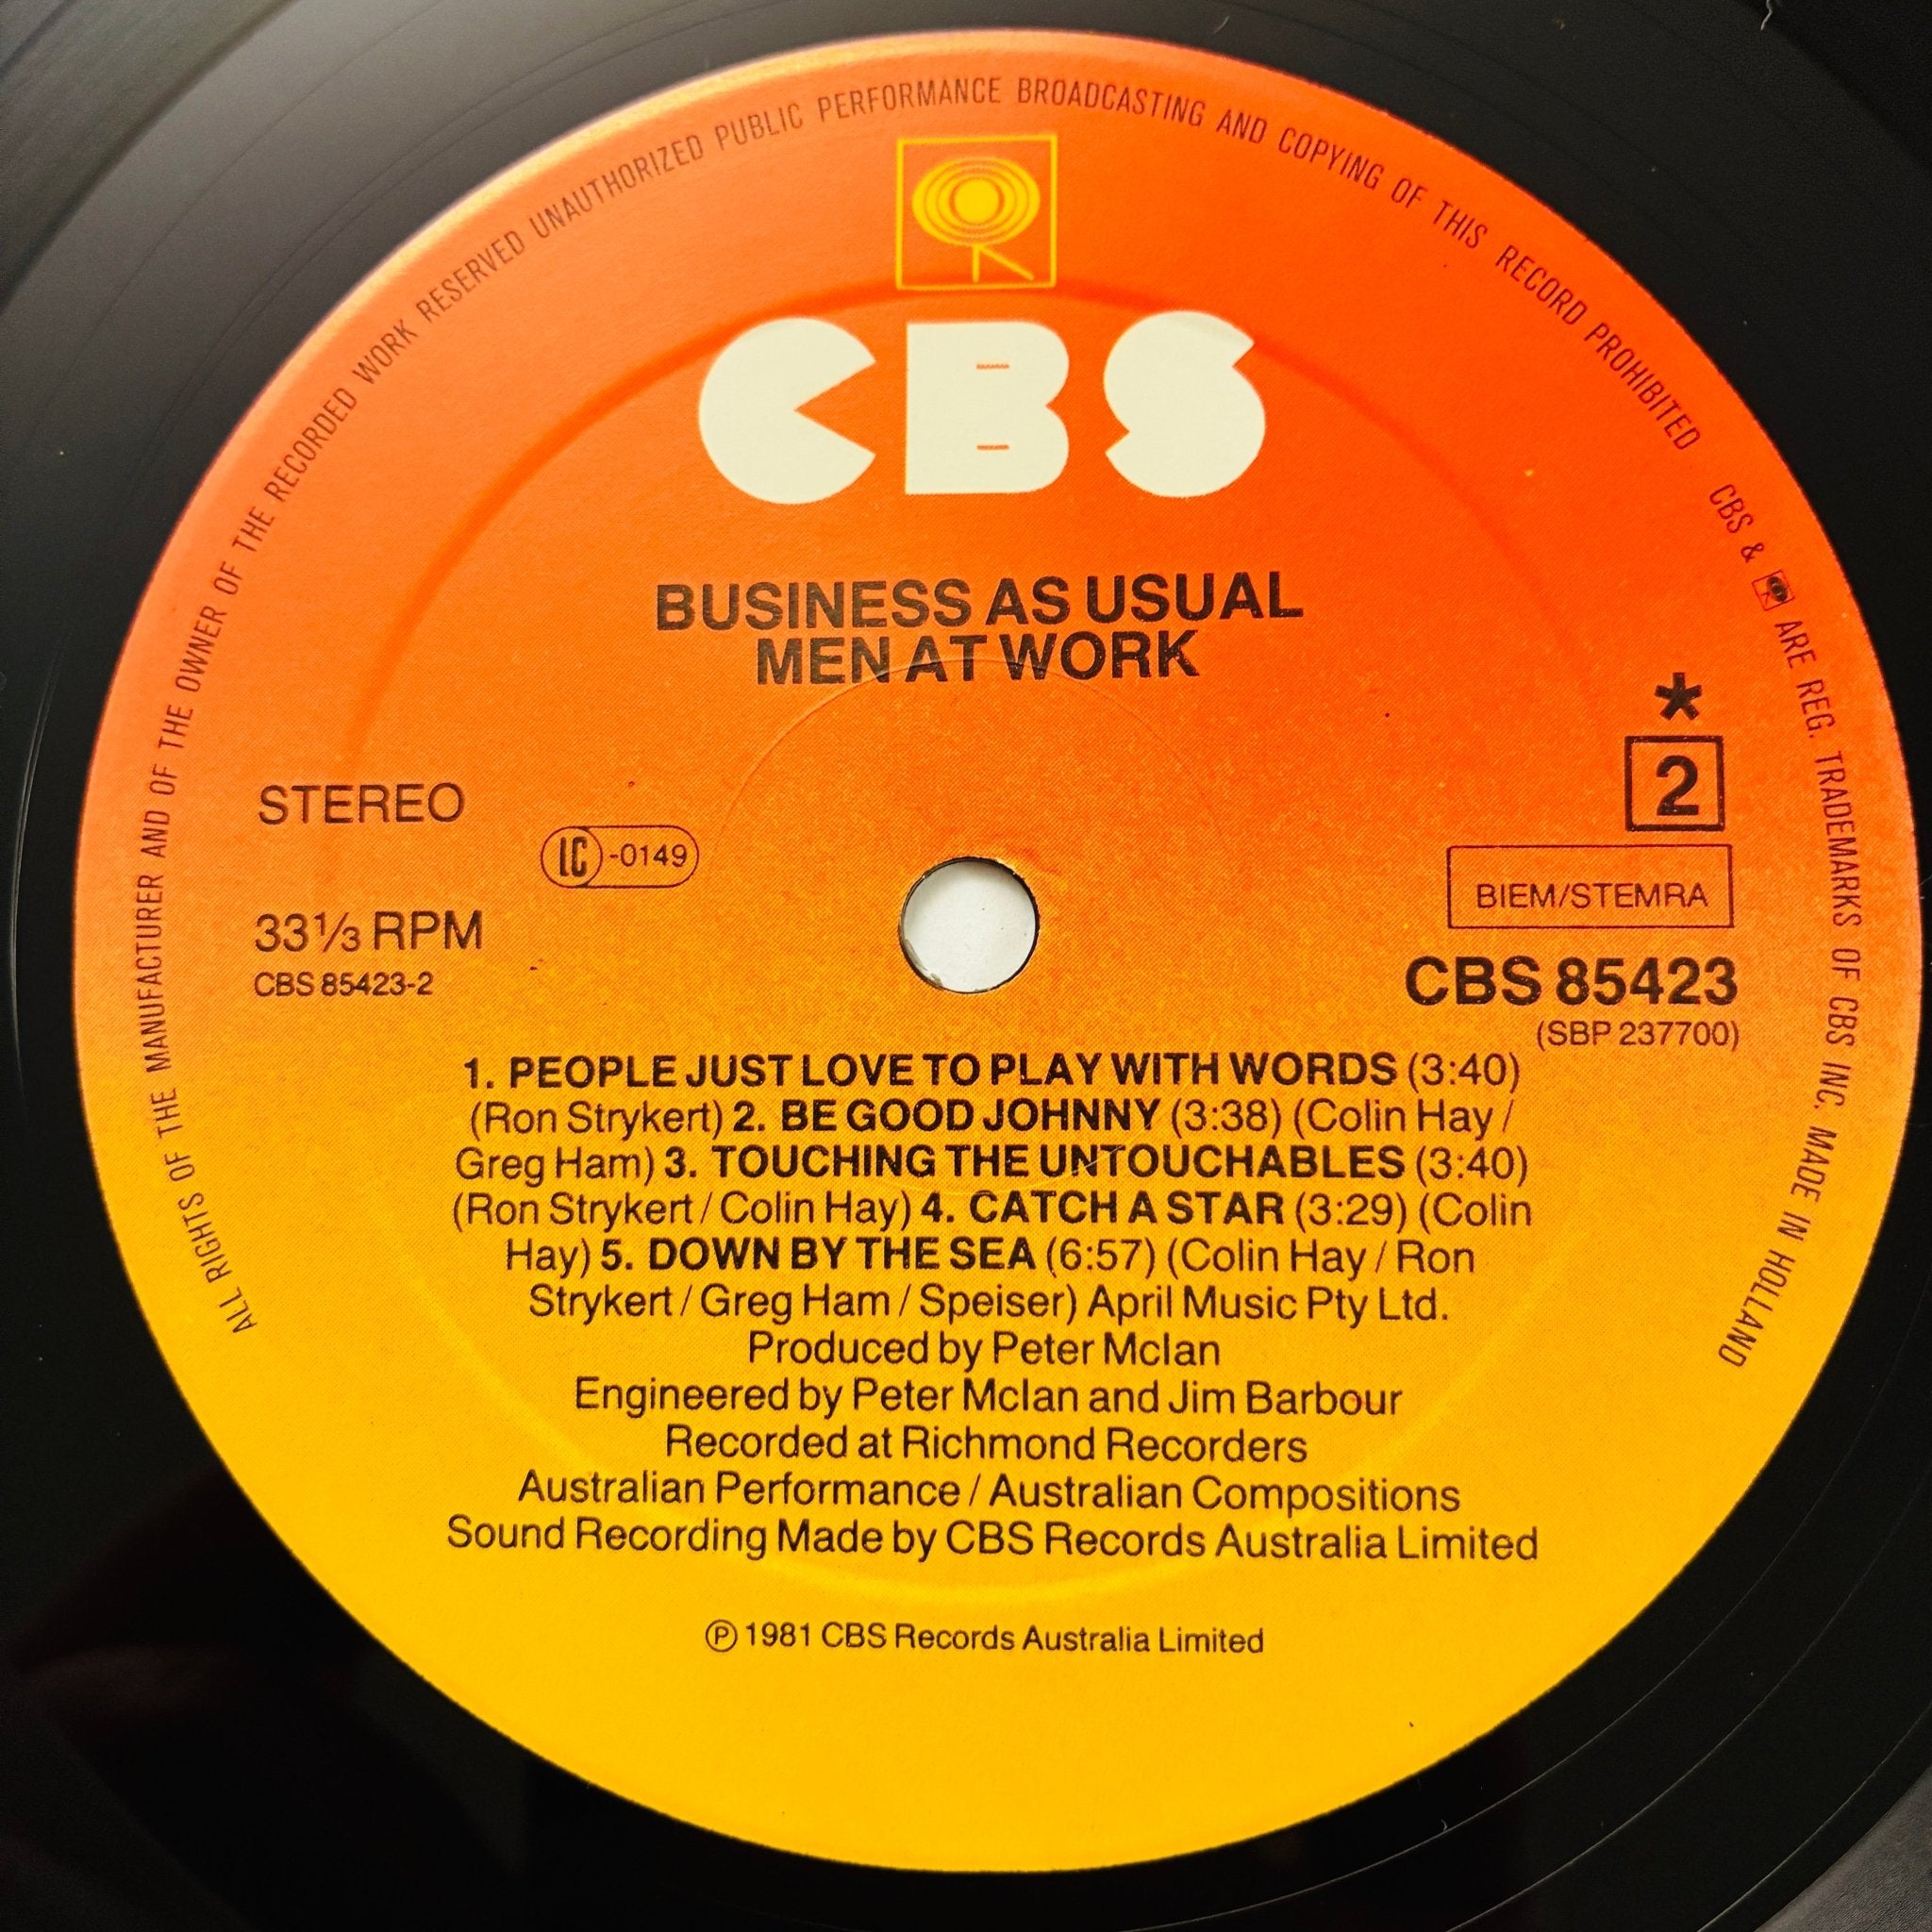 ALL RIGHTS OF THE MANUFACTURER AND OF THE OWNER OF THE RECORDED WORK RESERVED UNAUTHORIZED PUBLIC PERFORMANCE BROADCASTING AND COPYING OF THIS RECORD PROHIBITED CBS & ARE REG. TRADEMARKS OF CBS INC. MADE IN HOLLAND
CBS
BUSINESS AS USUAL
MEN AT WORK
*
STEREO
2
LC-0149
BIEM/STEMRA
33⅓ RPM
CBS 85423-2
CBS 85423
(SBP 237700)
1. PEOPLE JUST LOVE TO PLAY WITH WORDS (3:40)
(Ron Strykert) 2. BE GOOD JOHNNY (3:38) (Colin Hay /
Greg Ham) 3. TOUCHING THE UNTOUCHABLES (3:40)
(Ron Strykert / Colin Hay) 4. CATCH A STAR (3:29) (Colin
Hay) 5. DOWN BY THE SEA (6:57) (Colin Hay / Ron
Strykert / Greg Ham / Speiser) April Music Pty Ltd.
Produced by Peter McIan
Engineered by Peter McIan and Jim Barbour
Recorded at Richmond Recorders
Australian Performance / Australian Compositions
Sound Recording Made by CBS Records Australia Limited
℗ 1981 CBS Records Australia Limited